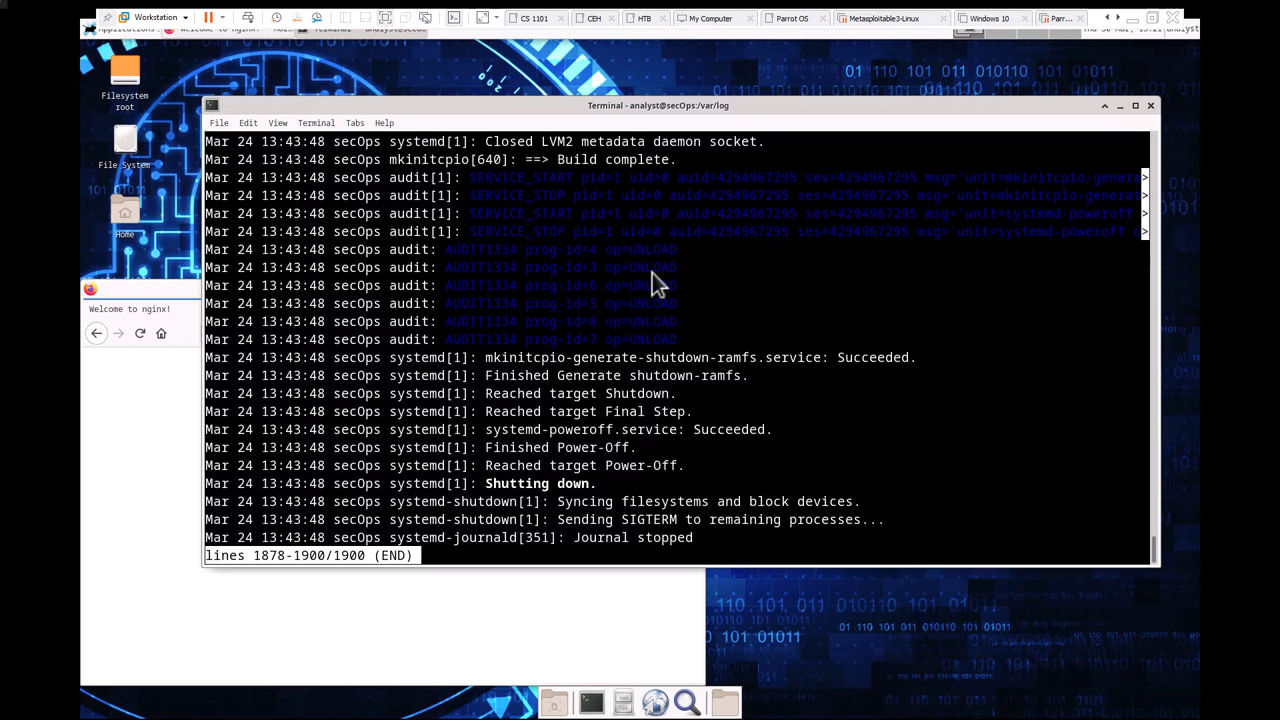 Workstation
CS 1101
CEH
HTB
My Computer
Parrot OS
Metasploitable3-Linux
Windows 10
Parr...
Filesystem
root
File System
Home
Welcome to nginx!
Terminal - analyst@secOps:/var/log
File Edit View Terminal Tabs Help
Mar 24 13:43:48 secOps systemd[1]: Closed LVM2 metadata daemon socket.
Mar 24 13:43:48 secOps mkinitcpio[640]: ==> Build complete.
Mar 24 13:43:48 secOps audit[1]: SERVICE_START pid=1 uid=0 auid=4294967295 ses=4294967295 msg='unit=mkinitcpio-genera>
Mar 24 13:43:48 secOps audit[1]: SERVICE_STOP pid=1 uid=0 auid=4294967295 ses=4294967295 msg='unit=mkinitcpio-generat>
Mar 24 13:43:48 secOps audit[1]: SERVICE_START pid=1 uid=0 auid=4294967295 ses=4294967295 msg='unit=systemd-poweroff >
Mar 24 13:43:48 secOps audit[1]: SERVICE_STOP pid=1 uid=0 auid=4294967295 ses=4294967295 msg='unit=systemd-poweroff c>
Mar 24 13:43:48 secOps audit: AUDIT1334 prog-id=4 op=UNLOAD
Mar 24 13:43:48 secOps audit: AUDIT1334 prog-id=3 op=UNLOAD
Mar 24 13:43:48 secOps audit: AUDIT1334 prog-id=6 op=UNLOAD
Mar 24 13:43:48 secOps audit: AUDIT1334 prog-id=5 op=UNLOAD
Mar 24 13:43:48 secOps audit: AUDIT1334 prog-id=8 op=UNLOAD
Mar 24 13:43:48 secOps audit: AUDIT1334 prog-id=7 op=UNLOAD
Mar 24 13:43:48 secOps systemd[1]: mkinitcpio-generate-shutdown-ramfs.service: Succeeded.
Mar 24 13:43:48 secOps systemd[1]: Finished Generate shutdown-ramfs.
Mar 24 13:43:48 secOps systemd[1]: Reached target Shutdown.
Mar 24 13:43:48 secOps systemd[1]: Reached target Final Step.
Mar 24 13:43:48 secOps systemd[1]: systemd-poweroff.service: Succeeded.
Mar 24 13:43:48 secOps systemd[1]: Finished Power-Off.
Mar 24 13:43:48 secOps systemd[1]: Reached target Power-Off.
Mar 24 13:43:48 secOps systemd[1]: Shutting down.
Mar 24 13:43:48 secOps systemd-shutdown[1]: Syncing filesystems and block devices.
Mar 24 13:43:48 secOps systemd-shutdown[1]: Sending SIGTERM to remaining processes...
Mar 24 13:43:48 secOps systemd-journald[351]: Journal stopped
lines 1878-1900/1900 (END)